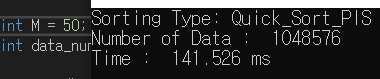 int M = 50;
int data_nu
Sorting Type: Quick_Sort_PIS
Number of Data :  1048576
Time :  141.526 ms